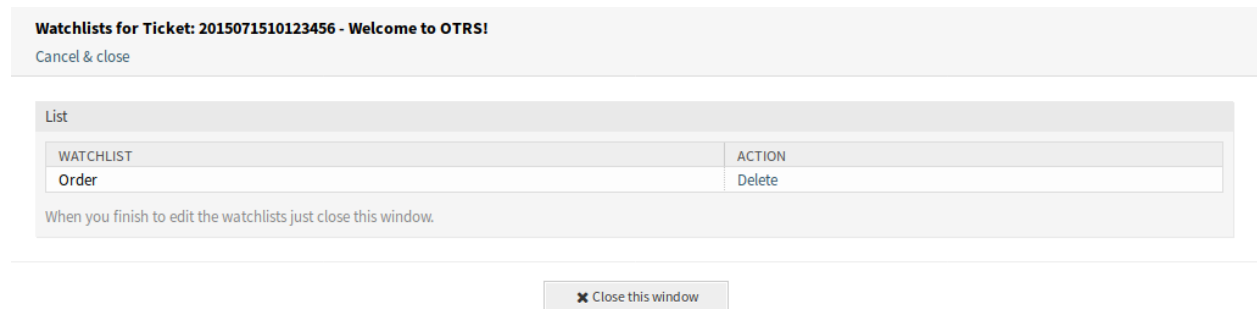 Watchlists for Ticket: 2015071510123456 - Welcome to OTRS!
Cancel & close
List
WATCHLIST ACTION
Order Delete
When you finish to edit the watchlists just close this window.
✖ Close this window